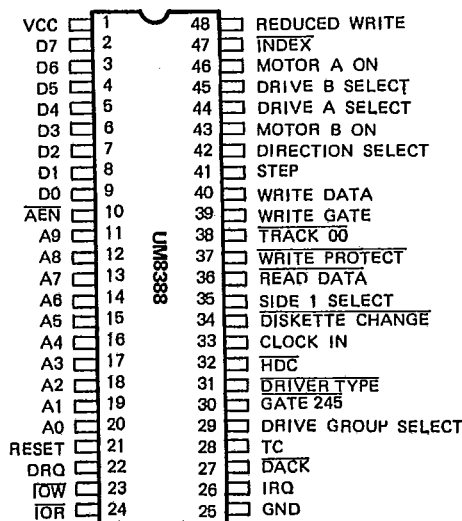 VCC 1 48 REDUCED WRITE
D7 2 47 INDEX
D6 3 46 MOTOR A ON
D5 4 45 DRIVE B SELECT
D4 5 44 DRIVE A SELECT
D3 6 43 MOTOR B ON
D2 7 42 DIRECTION SELECT
D1 8 41 STEP
D0 9 40 WRITE DATA
AEN 10 39 WRITE GATE
A9 11 38 TRACK 00
A8 12 37 WRITE PROTECT
A7 13 36 READ DATA
A6 14 35 SIDE 1 SELECT
A5 15 34 DISKETTE CHANGE
A4 16 33 CLOCK IN
A3 17 32 HDC
A2 18 31 DRIVER TYPE
A1 19 30 GATE 245
A0 20 29 DRIVE GROUP SELECT
RESET 21 28 TC
DRQ 22 27 DACK
IOW 23 26 IRQ
IOR 24 25 GND
UM8388